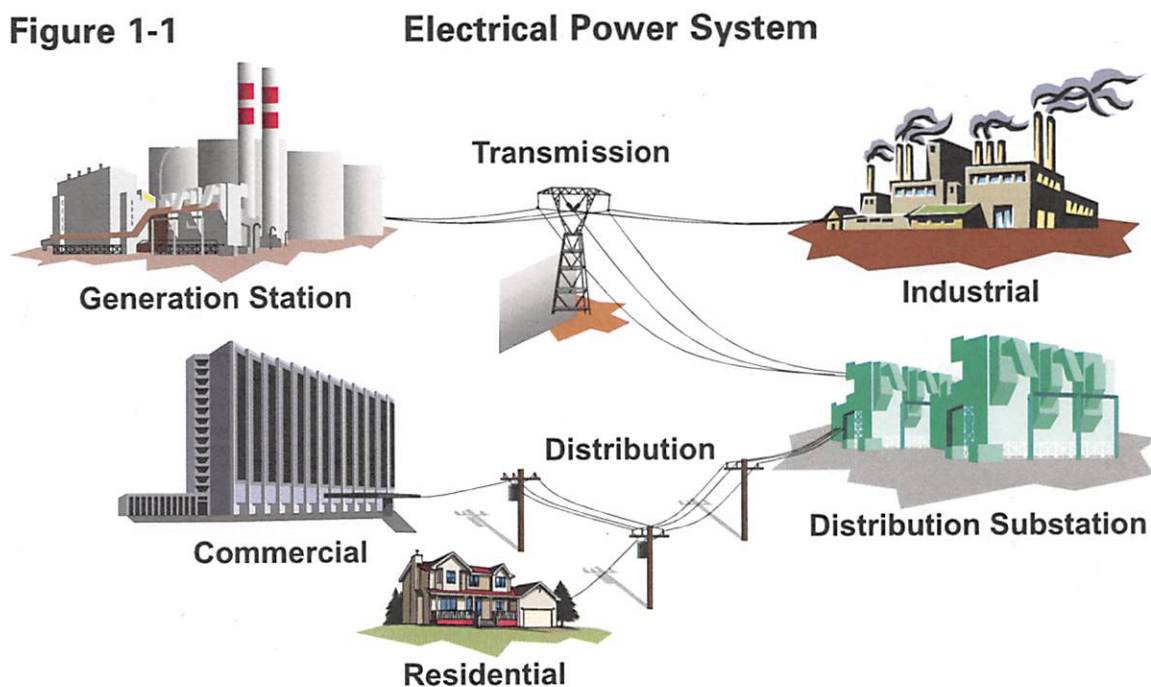 Figure 1-1
Electrical Power System
Transmission
Generation Station
Industrial
Distribution
Commercial
Distribution Substation
Residential